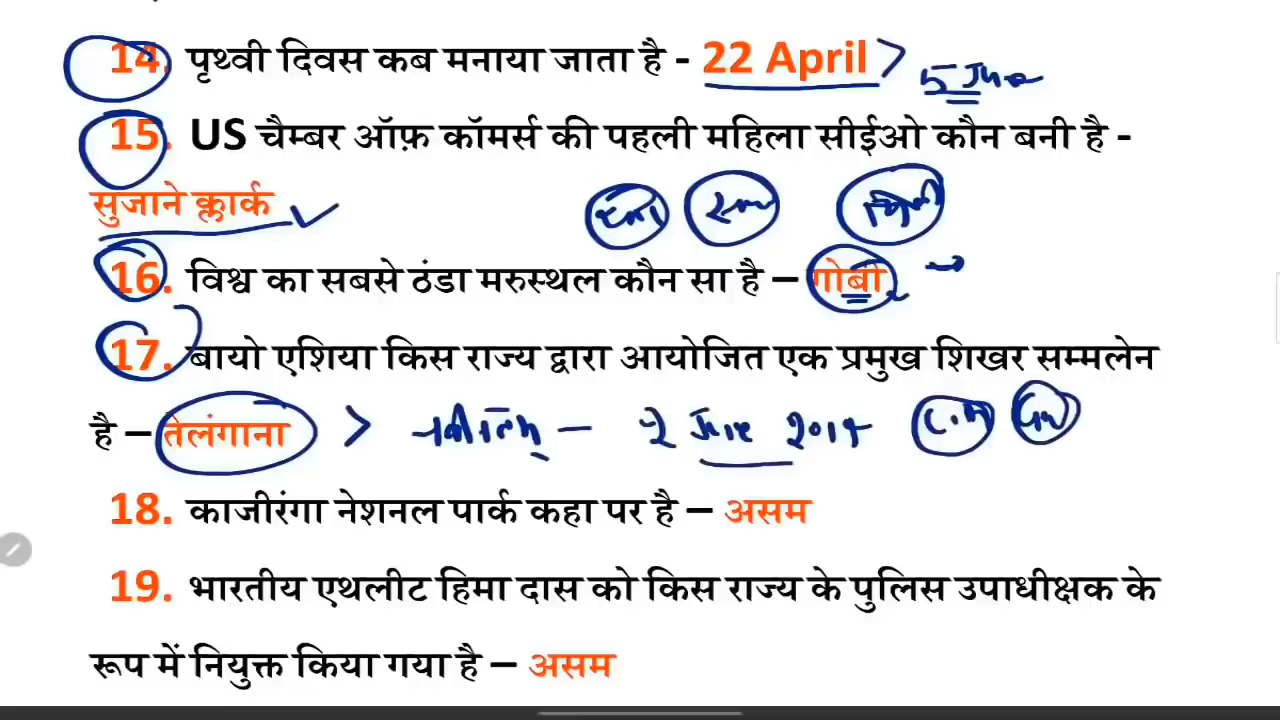 14. पृथ्वी दिवस कब मनाया जाता है - 22 April > 5 June
15. US चैम्बर ऑफ़ कॉमर्स की पहली महिला सीईओ कौन बनी है -
सुजाने क्लार्क
16. विश्व का सबसे ठंडा मरुस्थल कौन सा है – गोबी
17. बायो एशिया किस राज्य द्वारा आयोजित एक प्रमुख शिखर सम्मलेन
है – तेलंगाना > – 2 June 2014 C.M
18. काजीरंगा नेशनल पार्क कहा पर है – असम
19. भारतीय एथलीट हिमा दास को किस राज्य के पुलिस उपाधीक्षक के
रूप में नियुक्त किया गया है – असम